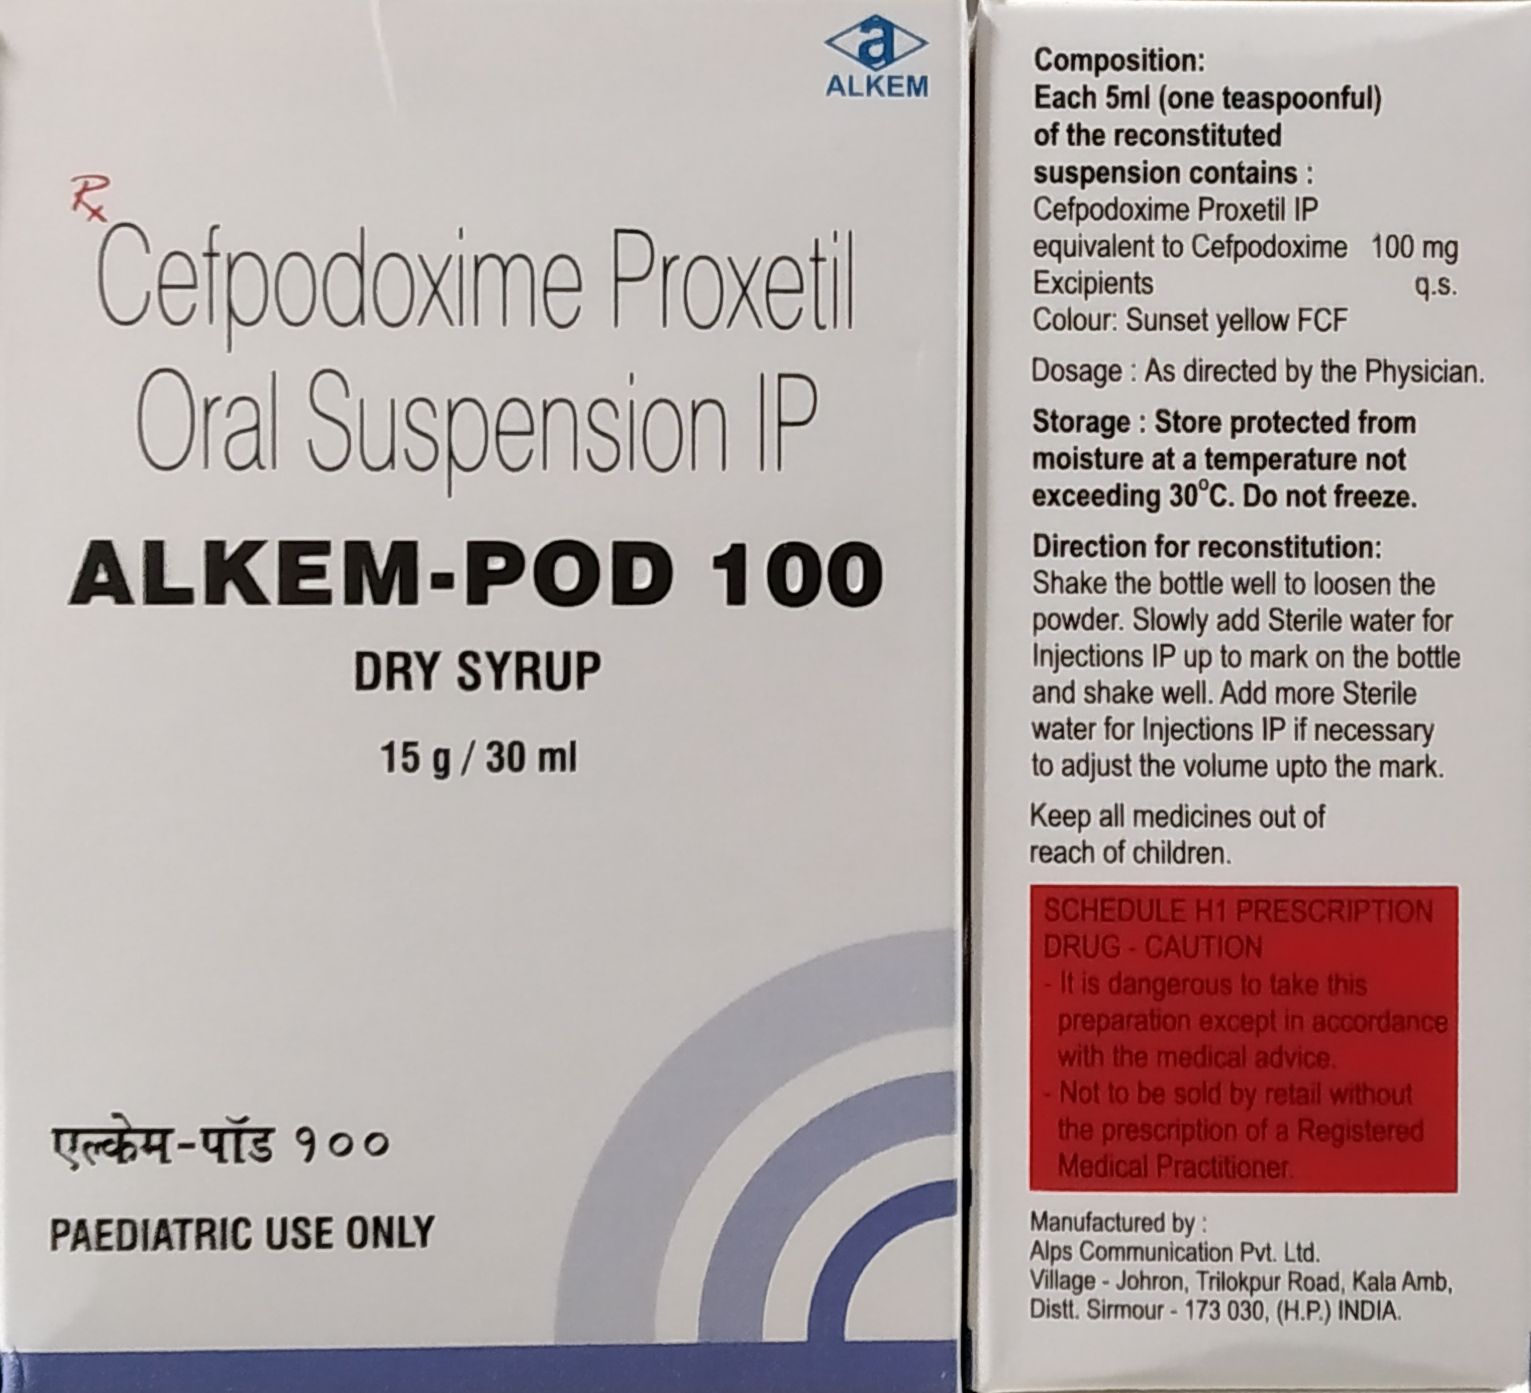 a
ALKEM
Rx
Cefpodoxime Proxetil
Oral Suspension IP
ALKEM-POD 100
DRY SYRUP
15 g / 30 ml
एल्केम-पॉड १००
PAEDIATRIC USE ONLY
Composition:
Each 5ml (one teaspoonful)
of the reconstituted
suspension contains :
Cefpodoxime Proxetil IP
equivalent to Cefpodoxime 100 mg
Excipients q.s.
Colour: Sunset yellow FCF
Dosage : As directed by the Physician.
Storage : Store protected from
moisture at a temperature not
exceeding 30°C. Do not freeze.
Direction for reconstitution:
Shake the bottle well to loosen the
powder. Slowly add Sterile water for
Injections IP up to mark on the bottle
and shake well. Add more Sterile
water for Injections IP if necessary
to adjust the volume upto the mark.
Keep all medicines out of
reach of children.
SCHEDULE H1 PRESCRIPTION
DRUG - CAUTION
- It is dangerous to take this
preparation except in accordance
with the medical advice.
- Not to be sold by retail without
the prescription of a Registered
Medical Practitioner.
Manufactured by :
Alps Communication Pvt. Ltd.
Village - Johron, Trilokpur Road, Kala Amb,
Distt. Sirmour - 173 030, (H.P.) INDIA.